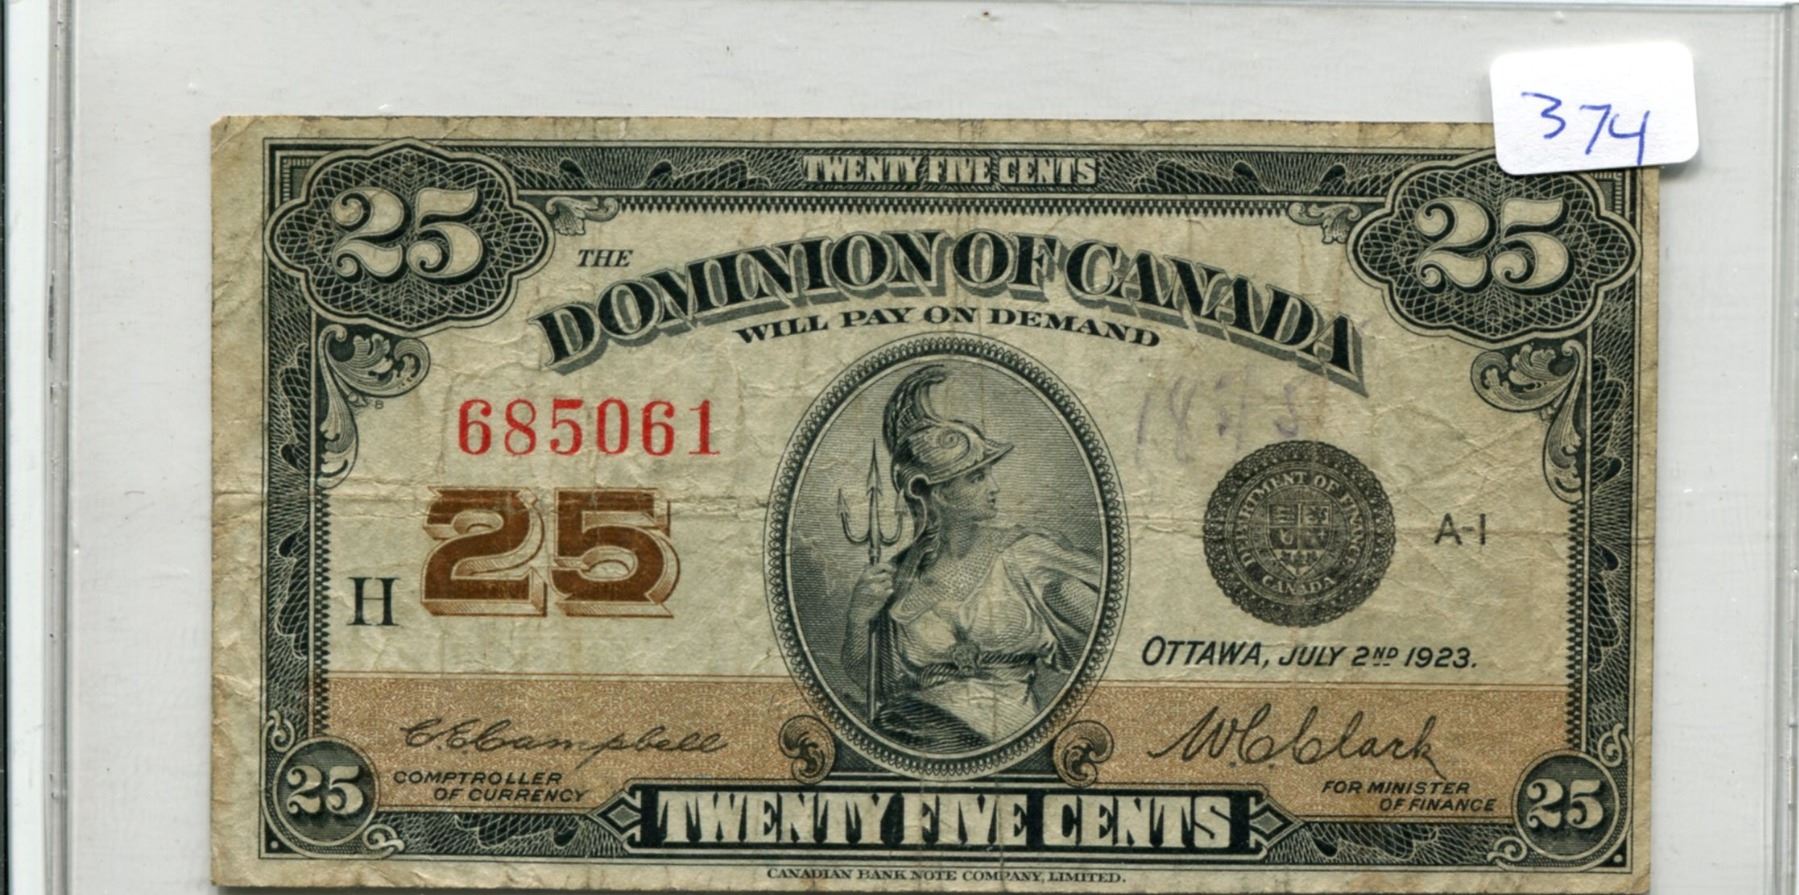 374
TWENTY FIVE CENTS
25
25
THE
DOMINION OF CANADA
WILL PAY ON DEMAND
685061
25
H
DEPARTMENT OF FINANCE
CANADA
A-1
OTTAWA, JULY 2ND 1923.
C.E.Campbell
W.C.Clark
COMPTROLLER
OF CURRENCY
FOR MINISTER
OF FINANCE
25
TWENTY FIVE CENTS
25
CANADIAN BANK NOTE COMPANY, LIMITED.